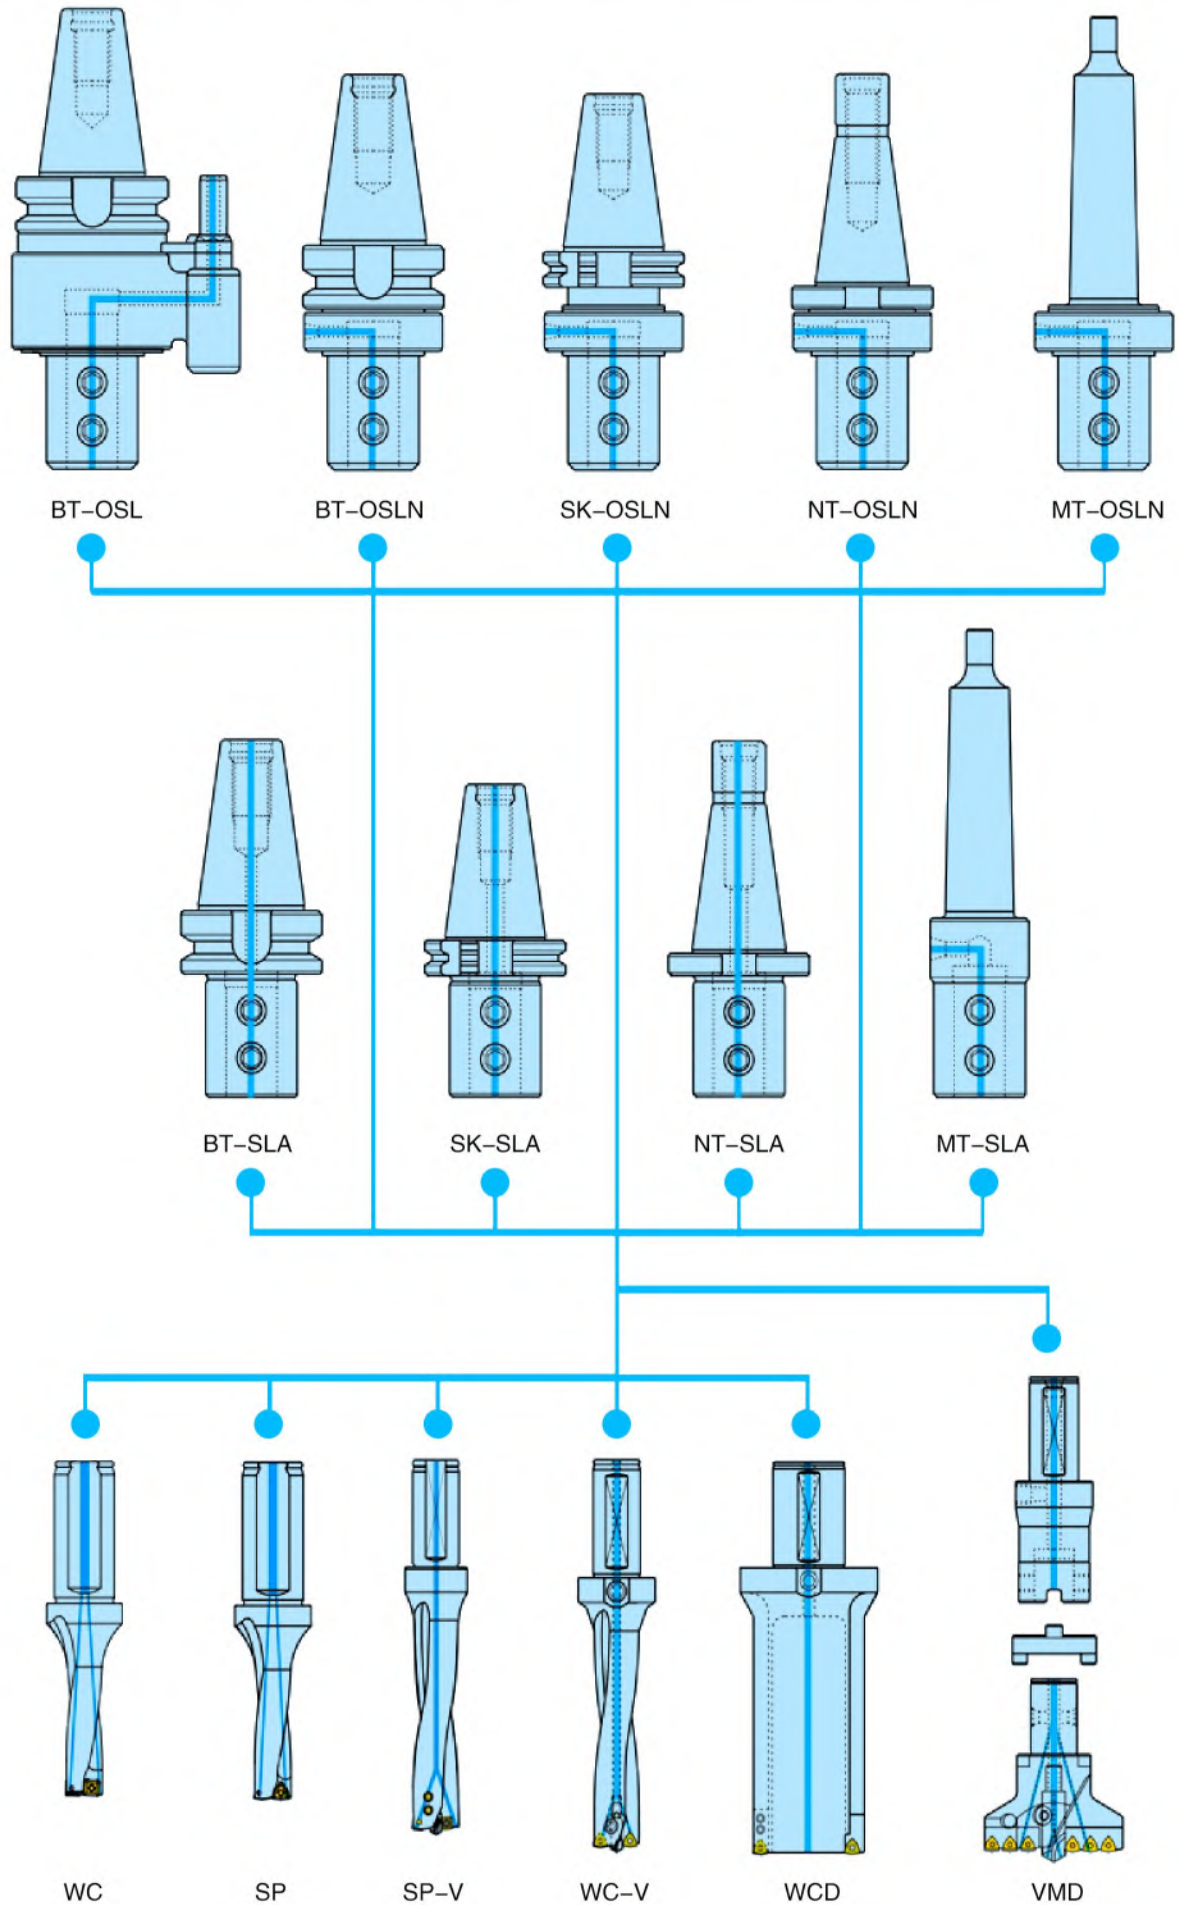 BT–OSL BT–OSLN SK–OSLN NT–OSLN MT–OSLN
BT–SLA SK–SLA NT–SLA MT–SLA
WC SP SP–V WC–V WCD VMD